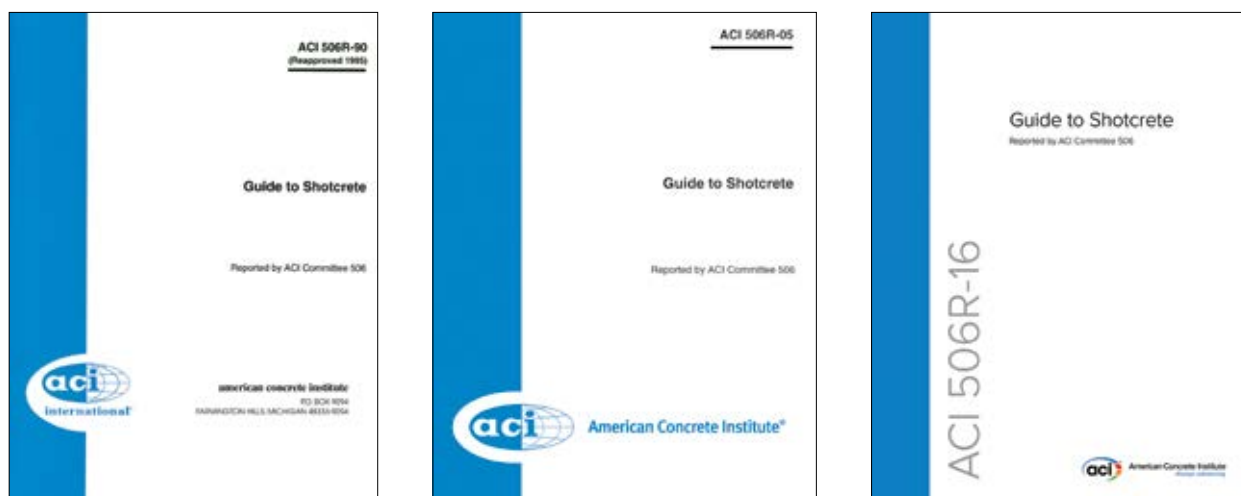 ACI 506R-90
(Reapproved 1995)
Guide to Shotcrete
Reported by ACI Committee 506
aci
international®
american concrete institute
P.O. BOX 9094
FARMINGTON HILLS, MICHIGAN 48333-9094
ACI 506R-05
Guide to Shotcrete
Reported by ACI Committee 506
aci
American Concrete Institute®
Guide to Shotcrete
Reported by ACI Committee 506
ACI 506R-16
aci
American Concrete Institute